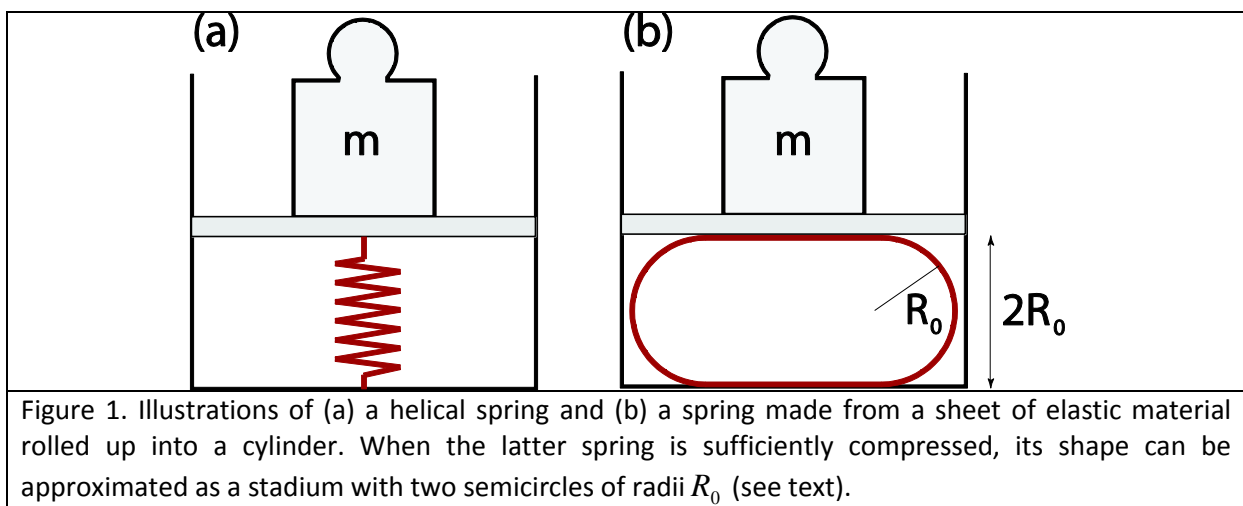 (a) (b)
m m
R₀ 2R₀
Figure 1. Illustrations of (a) a helical spring and (b) a spring made from a sheet of elastic material
rolled up into a cylinder. When the latter spring is sufficiently compressed, its shape can be
approximated as a stadium with two semicircles of radii R₀ (see text).